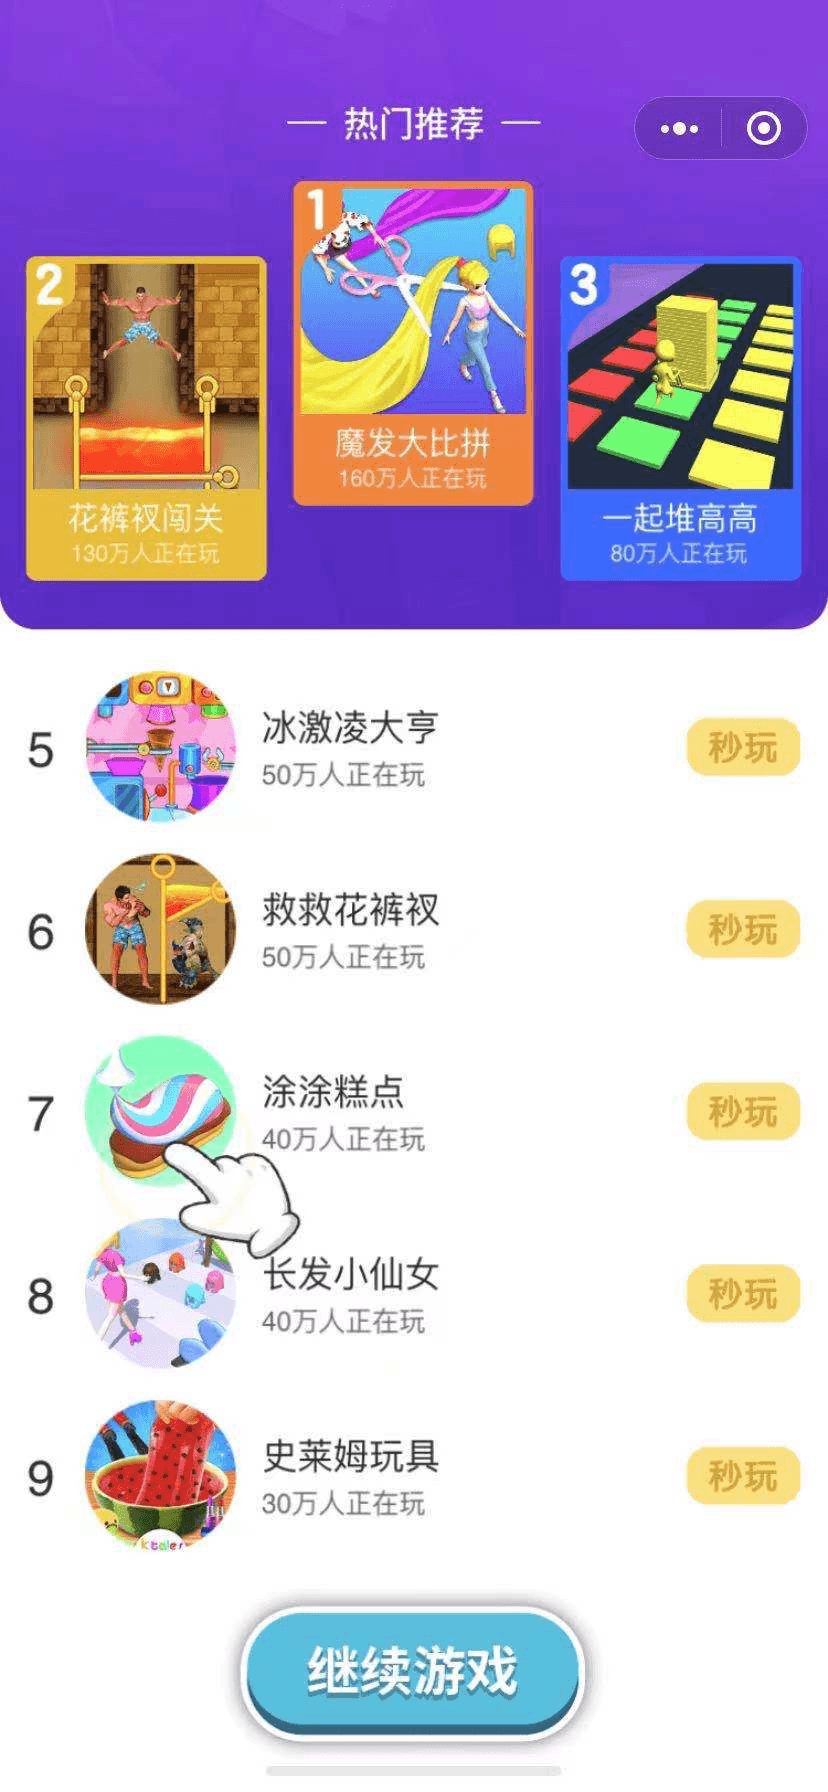 热门推荐
1
魔发大比拼
160万人正在玩
2
花裤衩闯关
130万人正在玩
3
一起堆高高
80万人正在玩
5
冰激凌大亨
50万人正在玩
秒玩
6
救救花裤衩
50万人正在玩
秒玩
7
涂涂糕点
40万人正在玩
秒玩
8
长发小仙女
40万人正在玩
秒玩
9
史莱姆玩具
30万人正在玩
秒玩
继续游戏